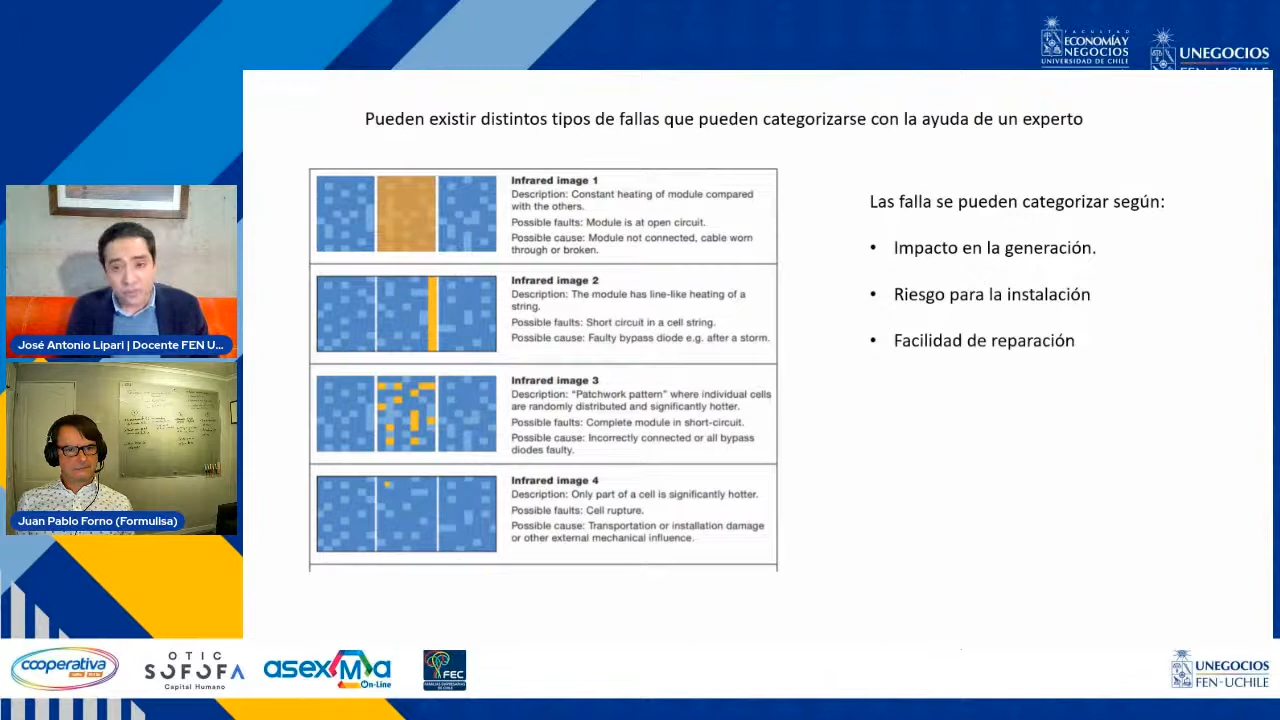 FACULTAD
ECONOMÍA Y
NEGOCIOS
UNIVERSIDAD DE CHILE
UNEGOCIOS
FEN-UCHILE
Pueden existir distintos tipos de fallas que pueden categorizarse con la ayuda de un experto
Infrared image 1
Description: Constant heating of module compared
with the others.
Possible faults: Module is at open circuit.
Possible cause: Module not connected, cable worn
through or broken.
Infrared image 2
Description: The module has line-like heating of a
string.
Possible faults: Short circuit in a cell string.
Possible cause: Faulty bypass diode e.g. after a storm.
Infrared image 3
Description: "Patchwork pattern" where individual cells
are randomly distributed and significantly hotter.
Possible faults: Complete module in short-circuit.
Possible cause: Incorrectly connected or all bypass
diodes faulty.
Infrared image 4
Description: Only part of a cell is significantly hotter.
Possible faults: Cell rupture.
Possible cause: Transportation or installation damage
or other external mechanical influence.
Las falla se pueden categorizar según:
• Impacto en la generación.
• Riesgo para la instalación
• Facilidad de reparación
José Antonio Lipari | Docente FEN U...
Juan Pablo Forno (Formulisa)
cooperativa
OTIC
SOFOFA
Capital Humano
asexma
On-Line
FEC
UNEGOCIOS
FEN-UCHILE